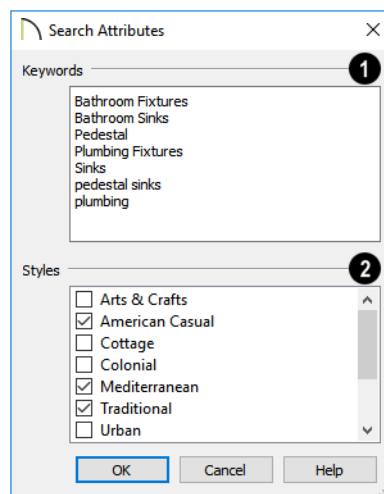 Search Attributes
Keywords
1
Bathroom Fixtures
Bathroom Sinks
Pedestal
Plumbing Fixtures
Sinks
pedestal sinks
plumbing
Styles
2
Arts & Crafts
American Casual
Cottage
Colonial
Mediterranean
Traditional
Urban
OK Cancel Help